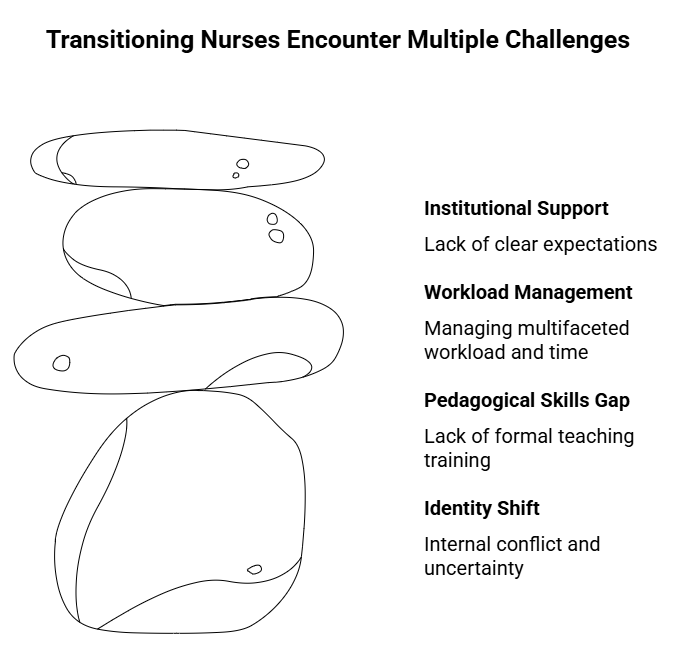 Transitioning Nurses Encounter Multiple Challenges
Institutional Support
Lack of clear expectations
Workload Management
Managing multifaceted
workload and time
Pedagogical Skills Gap
Lack of formal teaching
training
Identity Shift
Internal conflict and
uncertainty